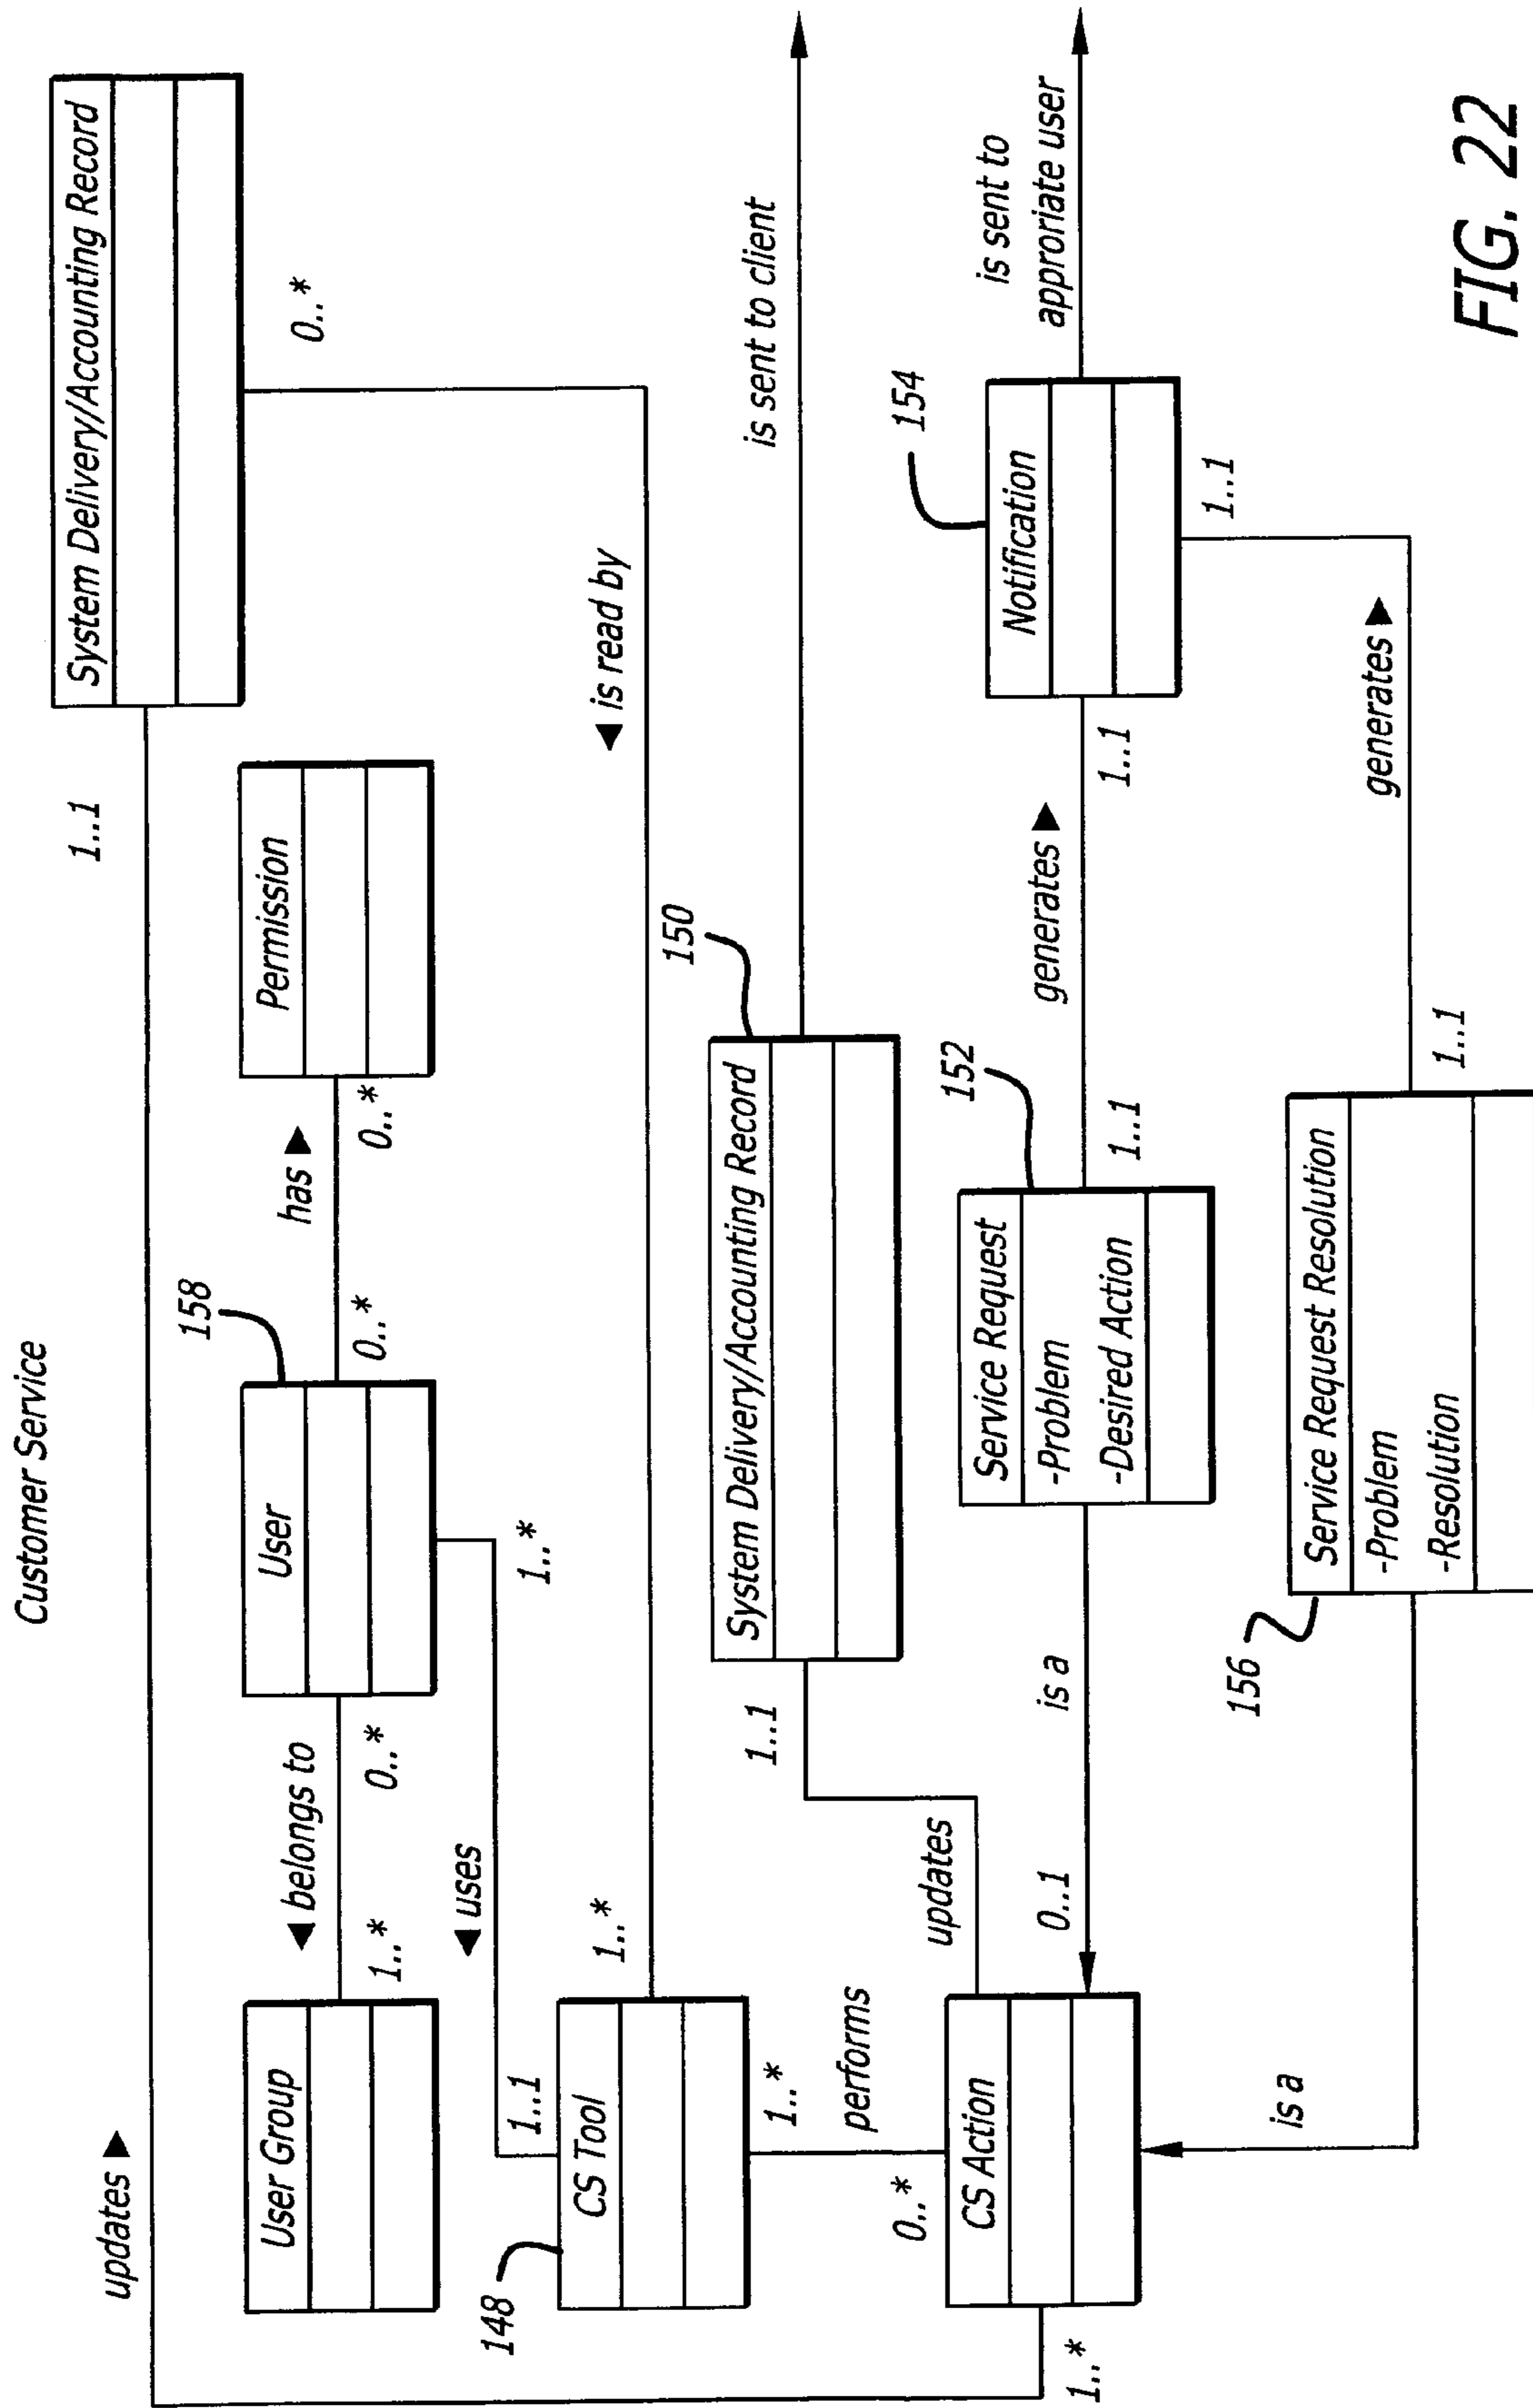 Customer Service
updates ▶
1..1
System Delivery/Accounting Record
0..*
User Group
◀ belongs to
1..*
0..*
User
158
has ▶
0..*
0..*
Permission
◀ uses
1..1
1..*
CS Tool
148
1..*
◀ is read by
1..*
performs
0..*
CS Action
1..*
updates
1..1
System Delivery/Accounting Record
150
is sent to client
0..1
is a
Service Request
-Problem
-Desired Action
152
1..1
generates ▶
1..1
Notification
154
is sent to
approriate user
1..1
is a
156
Service Request Resolution
-Problem
-Resolution
1..1
generates ▶
FIG. 22